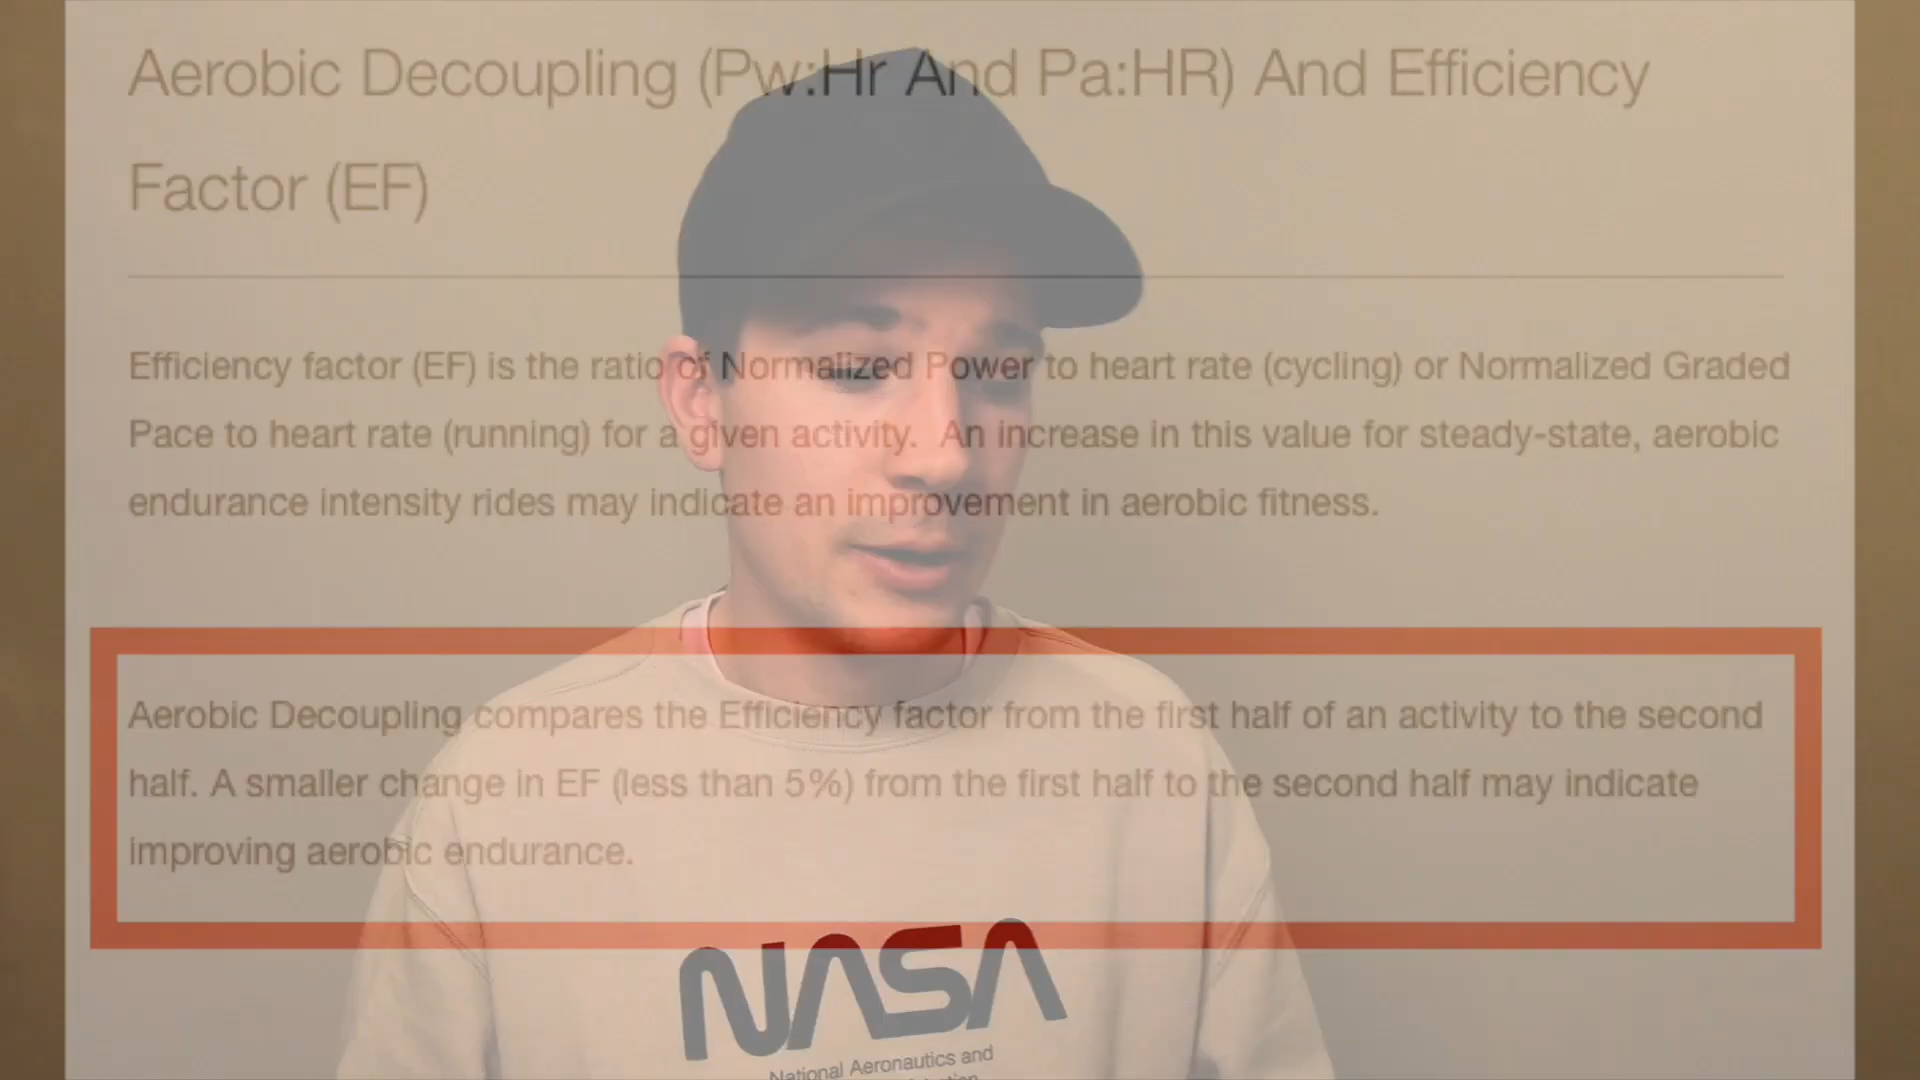 Aerobic Decoupling (Pw:Hr And Pa:HR) And Efficiency
Factor (EF)
Efficiency factor (EF) is the ratio of Normalized Power to heart rate (cycling) or Normalized Graded
Pace to heart rate (running) for a given activity. An increase in this value for steady-state, aerobic
endurance intensity rides may indicate an improvement in aerobic fitness.
Aerobic Decoupling compares the Efficiency factor from the first half of an activity to the second
half. A smaller change in EF (less than 5%) from the first half to the second half may indicate
improving aerobic endurance.
NASA
National Aeronautics and